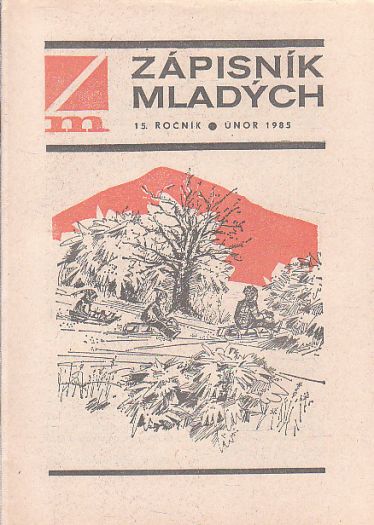 Z
m
ZÁPISNÍK
MLADÝCH
15. ROČNÍK ● ÚNOR 1985